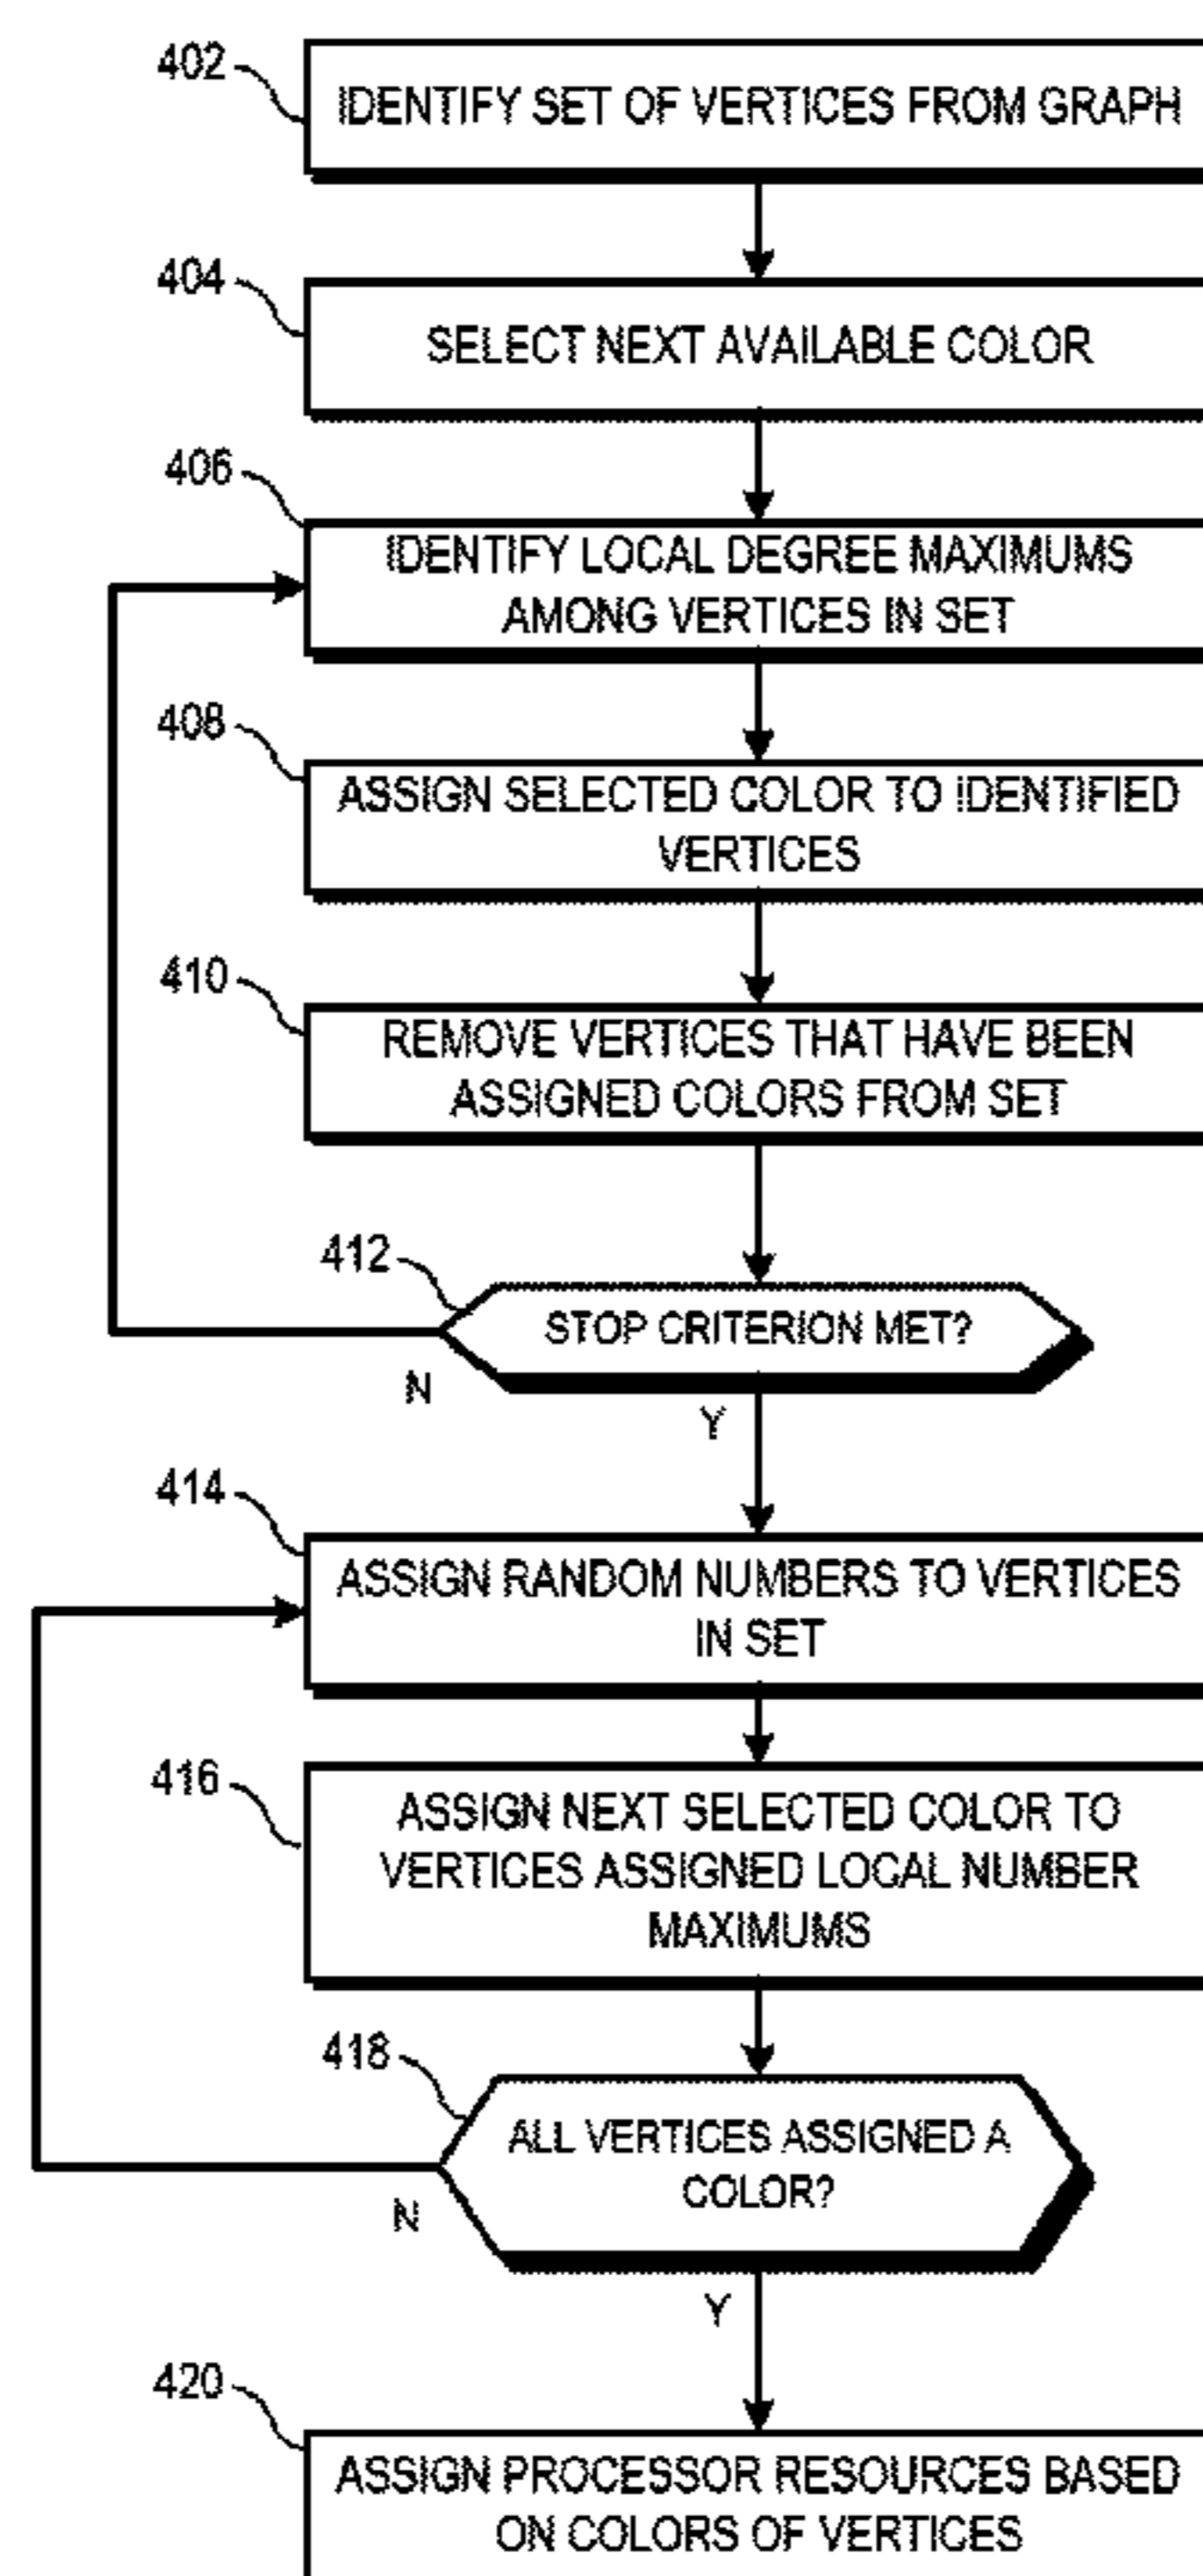 402
IDENTIFY SET OF VERTICES FROM GRAPH
404
SELECT NEXT AVAILABLE COLOR
406
IDENTIFY LOCAL DEGREE MAXIMUMS
AMONG VERTICES IN SET
408
ASSIGN SELECTED COLOR TO IDENTIFIED
VERTICES
410
REMOVE VERTICES THAT HAVE BEEN
ASSIGNED COLORS FROM SET
412
STOP CRITERION MET?
N
Y
414
ASSIGN RANDOM NUMBERS TO VERTICES
IN SET
416
ASSIGN NEXT SELECTED COLOR TO
VERTICES ASSIGNED LOCAL NUMBER
MAXIMUMS
418
ALL VERTICES ASSIGNED A
COLOR?
N
Y
420
ASSIGN PROCESSOR RESOURCES BASED
ON COLORS OF VERTICES